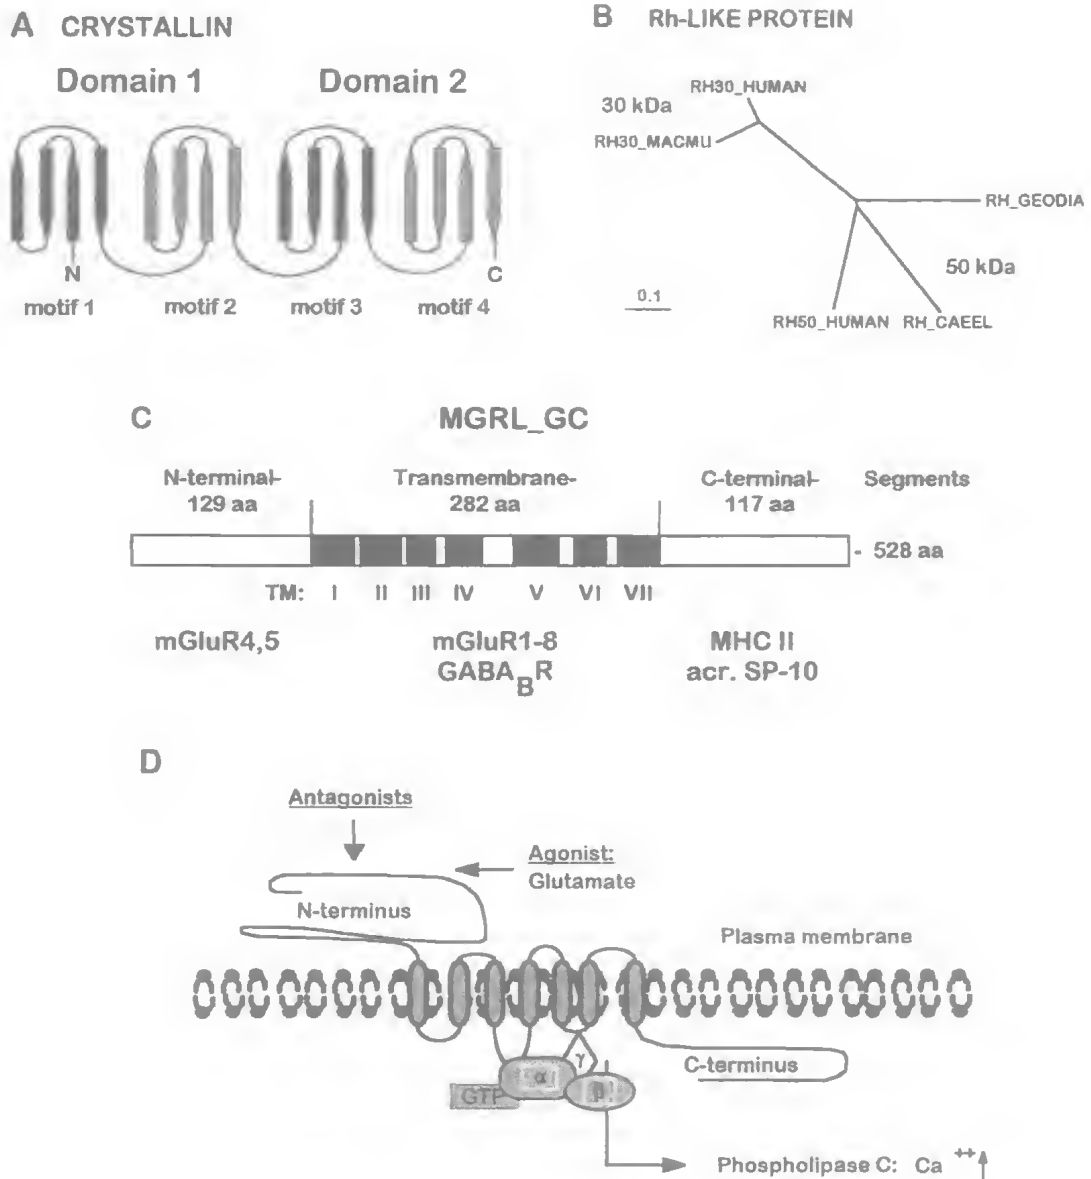 A CRYSTALLIN
Domain 1 Domain 2
N C
motif 1 motif 2 motif 3 motif 4
B Rh-LIKE PROTEIN
RH30_HUMAN
30 kDa
RH30_MACMU
RH_GEODIA
50 kDa
0.1
RH50_HUMAN RH_CAEEL
C MGRL_GC
N-terminal- Transmembrane- C-terminal- Segments
129 aa 282 aa 117 aa
- 528 aa
TM: I II III IV V VI VII
mGluR4,5 mGluR1-8 MHC II
GABA B R acr. SP-10
D
Antagonists
Agonist:
Glutamate
N-terminus
Plasma membrane
C-terminus
γ
α
β
GTP
Phospholipase C: Ca ++